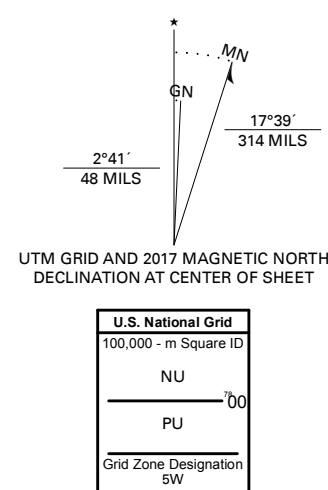 ★
MN
GN
17°39´
314 MILS
2°41´
48 MILS
UTM GRID AND 2017 MAGNETIC NORTH
DECLINATION AT CENTER OF SHEET
U.S. National Grid
100,000 - m Square ID
NU
7800
PU
Grid Zone Designation
5W